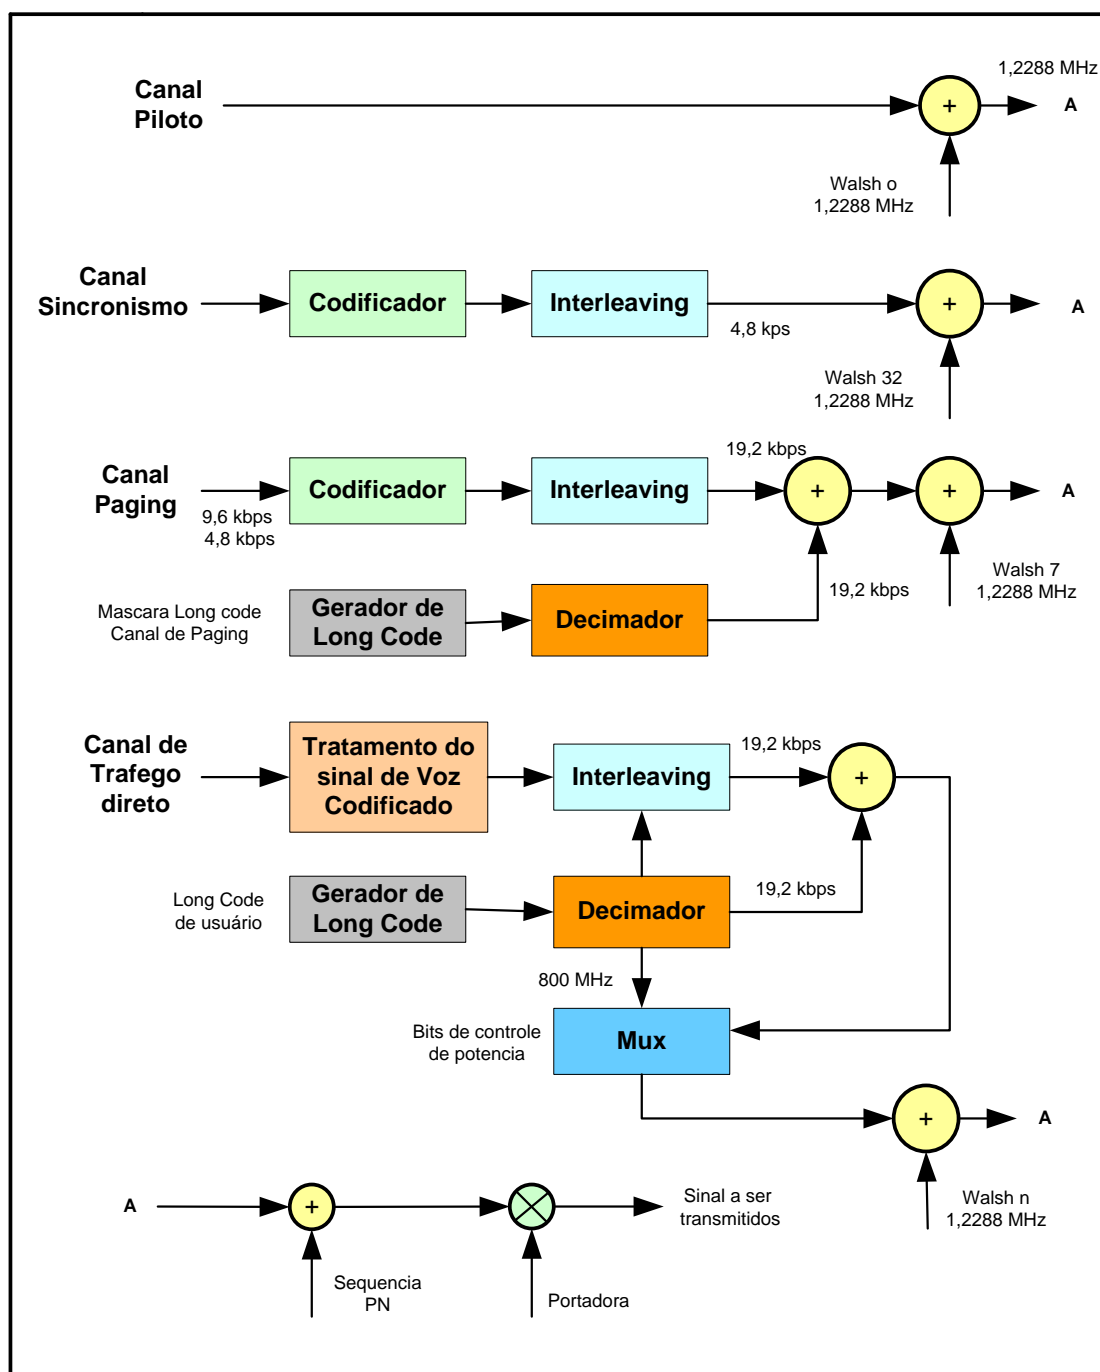 Canal
Piloto
+
1,2288 MHz
A
Walsh o
1,2288 MHz
Canal
Sincronismo
Codificador
Interleaving
4,8 kps
+
A
Walsh 32
1,2288 MHz
Canal
Paging
9,6 kbps
4,8 kbps
Codificador
Interleaving
19,2 kbps
+
+
A
Walsh 7
1,2288 MHz
19,2 kbps
Mascara Long code
Canal de Paging
Gerador de
Long Code
Decimador
Canal de
Trafego
direto
Tratamento do
sinal de Voz
Codificado
Interleaving
19,2 kbps
+
Long Code
de usuário
Gerador de
Long Code
Decimador
19,2 kbps
800 MHz
Bits de controle
de potencia
Mux
+
A
Walsh n
1,2288 MHz
A
+
Sequencia
PN
Portadora
Sinal a ser
transmitidos